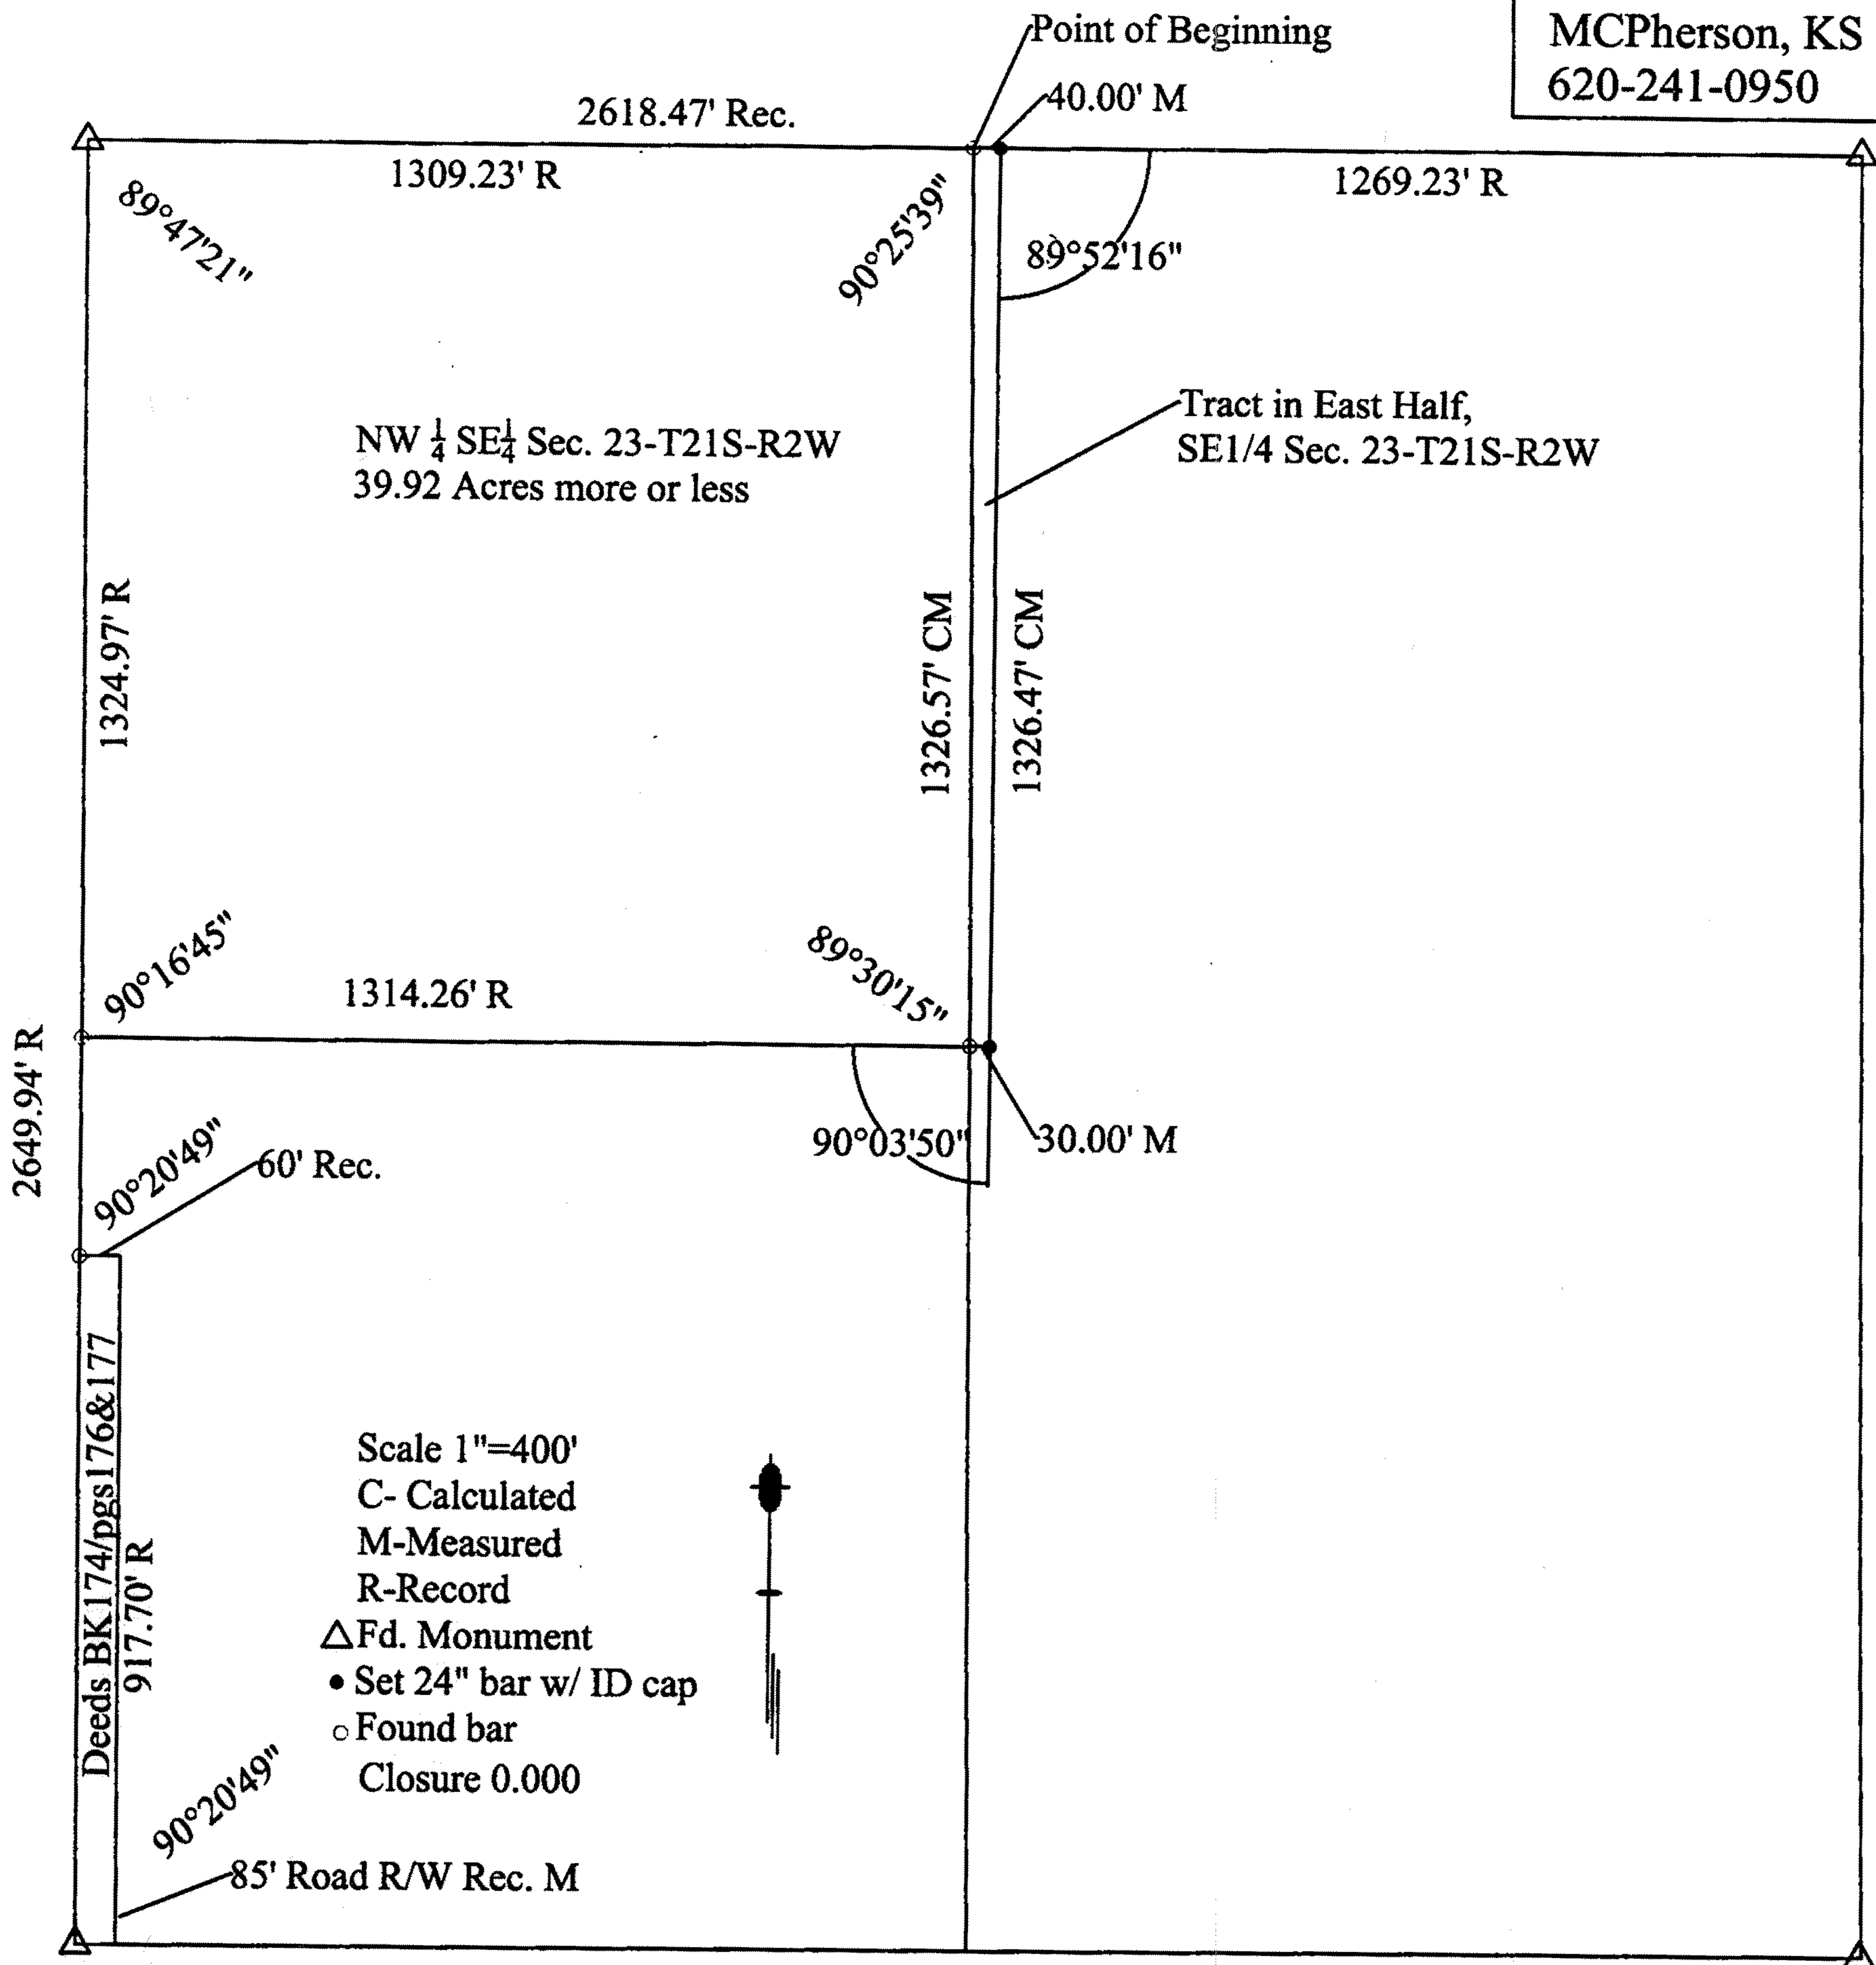 MCPherson, KS
620-241-0950
Point of Beginning
40.00' M
2618.47' Rec.
1309.23' R
1269.23' R
89°47'21"
90°25'39"
89°52'16"
Tract in East Half,
SE1/4 Sec. 23-T21S-R2W
NW 1/4 SE1/4 Sec. 23-T21S-R2W
39.92 Acres more or less
1324.97' R
1326.57' CM
1326.47' CM
90°16'45"
89°30'15"
1314.26' R
2649.94' R
90°03'50"
30.00' M
90°20'49"
60' Rec.
Deeds BK174/pgs176&177
917.70' R
Scale 1"=400'
C- Calculated
M-Measured
R-Record
Fd. Monument
Set 24" bar w/ ID cap
Found bar
Closure 0.000
90°20'49"
85' Road R/W Rec. M